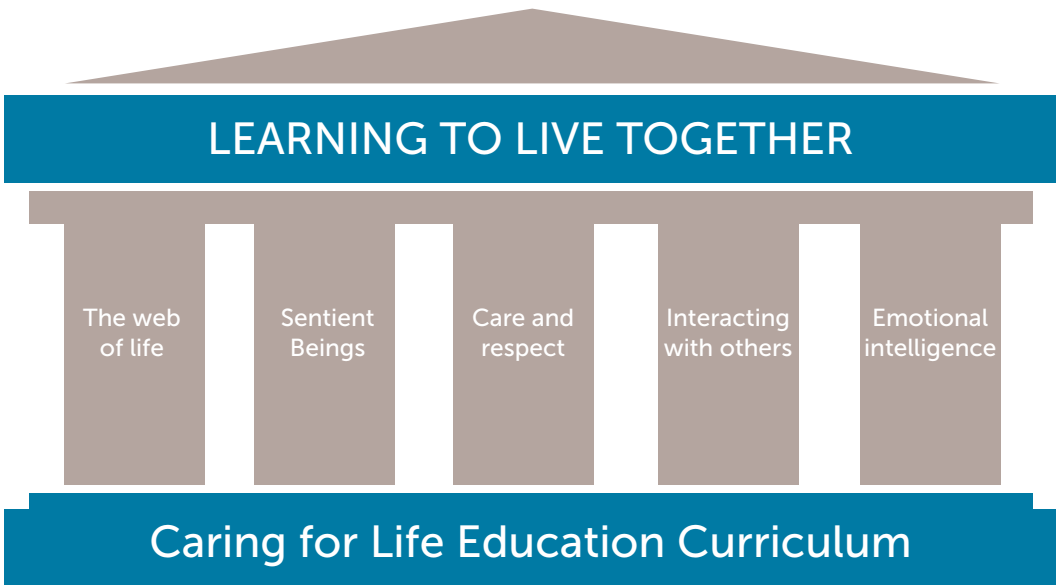 LEARNING TO LIVE TOGETHER
The web
of life
Sentient
Beings
Care and
respect
Interacting
with others
Emotional
intelligence
Caring for Life Education Curriculum